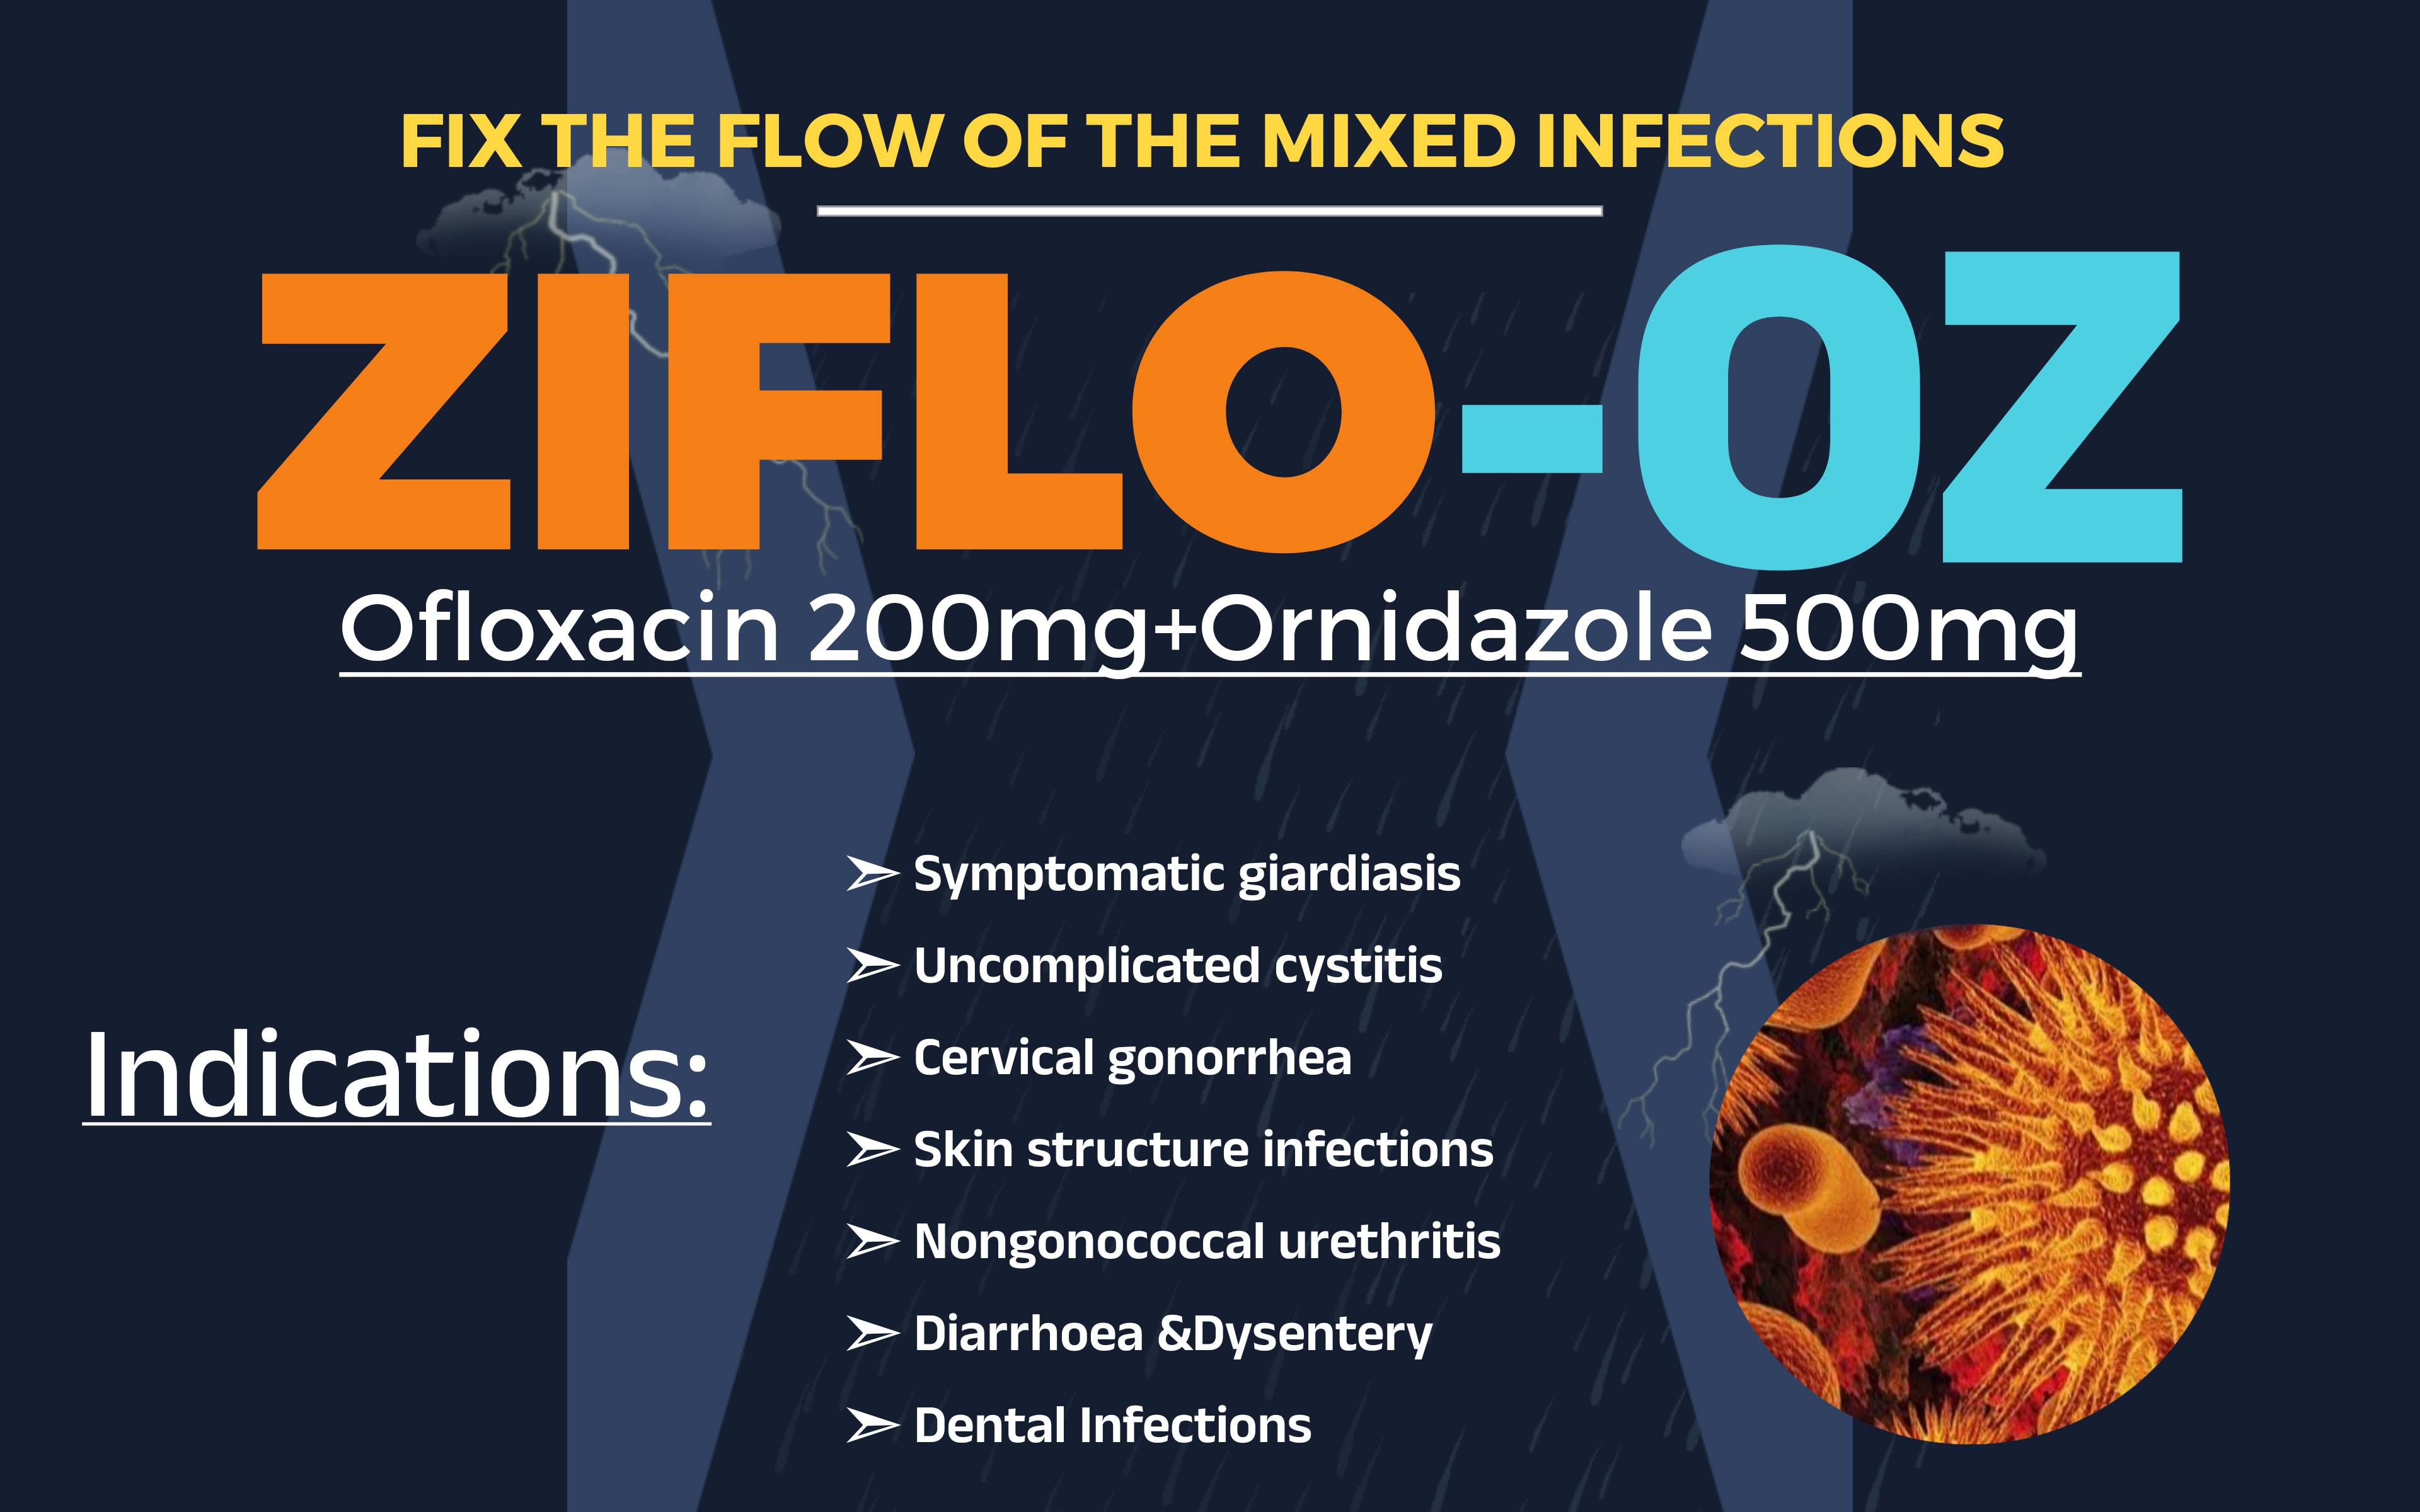 FIX THE FLOW OF THE MIXED INFECTIONS
ZIFLO-OZ
Ofloxacin 200mg+Ornidazole 500mg
Indications:
➢ Symptomatic giardiasis
➢ Uncomplicated cystitis
➢ Cervical gonorrhea
➢ Skin structure infections
➢ Nongonococcal urethritis
➢ Diarrhoea &Dysentery
➢ Dental Infections